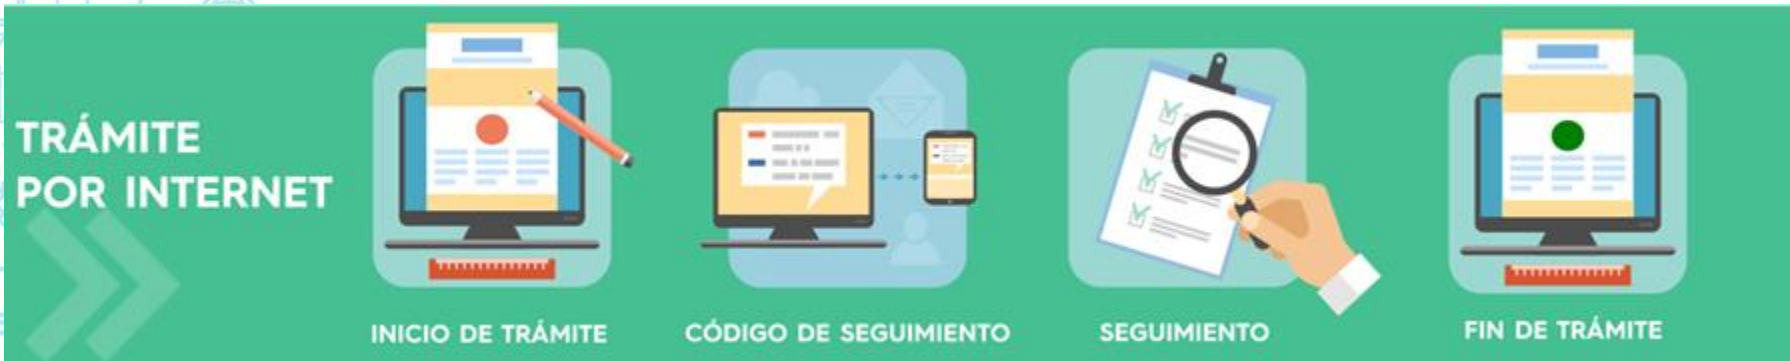 TRÁMITE
POR INTERNET
INICIO DE TRÁMITE
CÓDIGO DE SEGUIMIENTO
SEGUIMIENTO
FIN DE TRÁMITE